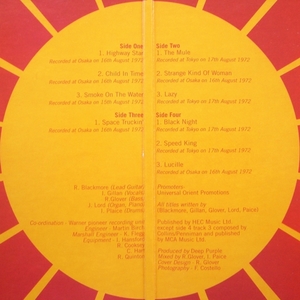 Side One
1. Highway Star
Recorded at Osaka on 16th August 1972
2. Child In Time
Recorded at Osaka on 16th August 1972
3. Smoke On The Water
Recorded at Osaka on 15th August 1972
Side Three
1. Space Truckin'
Recorded at Osaka on 16th August 1972
R. Blackmore (Lead Guitar)
I. Gillan (Vocals)
R. Glover (Bass)
J. Lord (Organ, Piano)
I. Paice (Drums)
Co-ordination - Warner pioneer recording unit
Engineer - Martin Birch
Marshall Engineer - K. Flegg
Equipment - I. Hansford
R. Cooksey
C. Hart
R. Quinton
Side Two
1. The Mule
Recorded at Tokyo on 17th August 1972
2. Strange Kind Of Woman
Recorded at Osaka on 16th August 1972
3. Lazy
Recorded at Tokyo on 17th August 1972
Side Four
1. Black Night
Recorded at Tokyo on 17th August 1972
2. Speed King
Recorded at Tokyo on 17th August 1972
3. Lucille
Recorded at Osaka on 16th August 1972
Promoters -
Universal Orient Promotions
All titles written by
(Blackmore, Gillan, Glover, Lord, Paice)
Published by HEC Music Ltd.
except side 4 track 3 composed by
Collins/Penniman and published
by MCA Music Ltd.
Produced by Deep Purple
Mixed by R. Glover, I. Paice
Cover Design - R. Glover
Photography - F. Costello